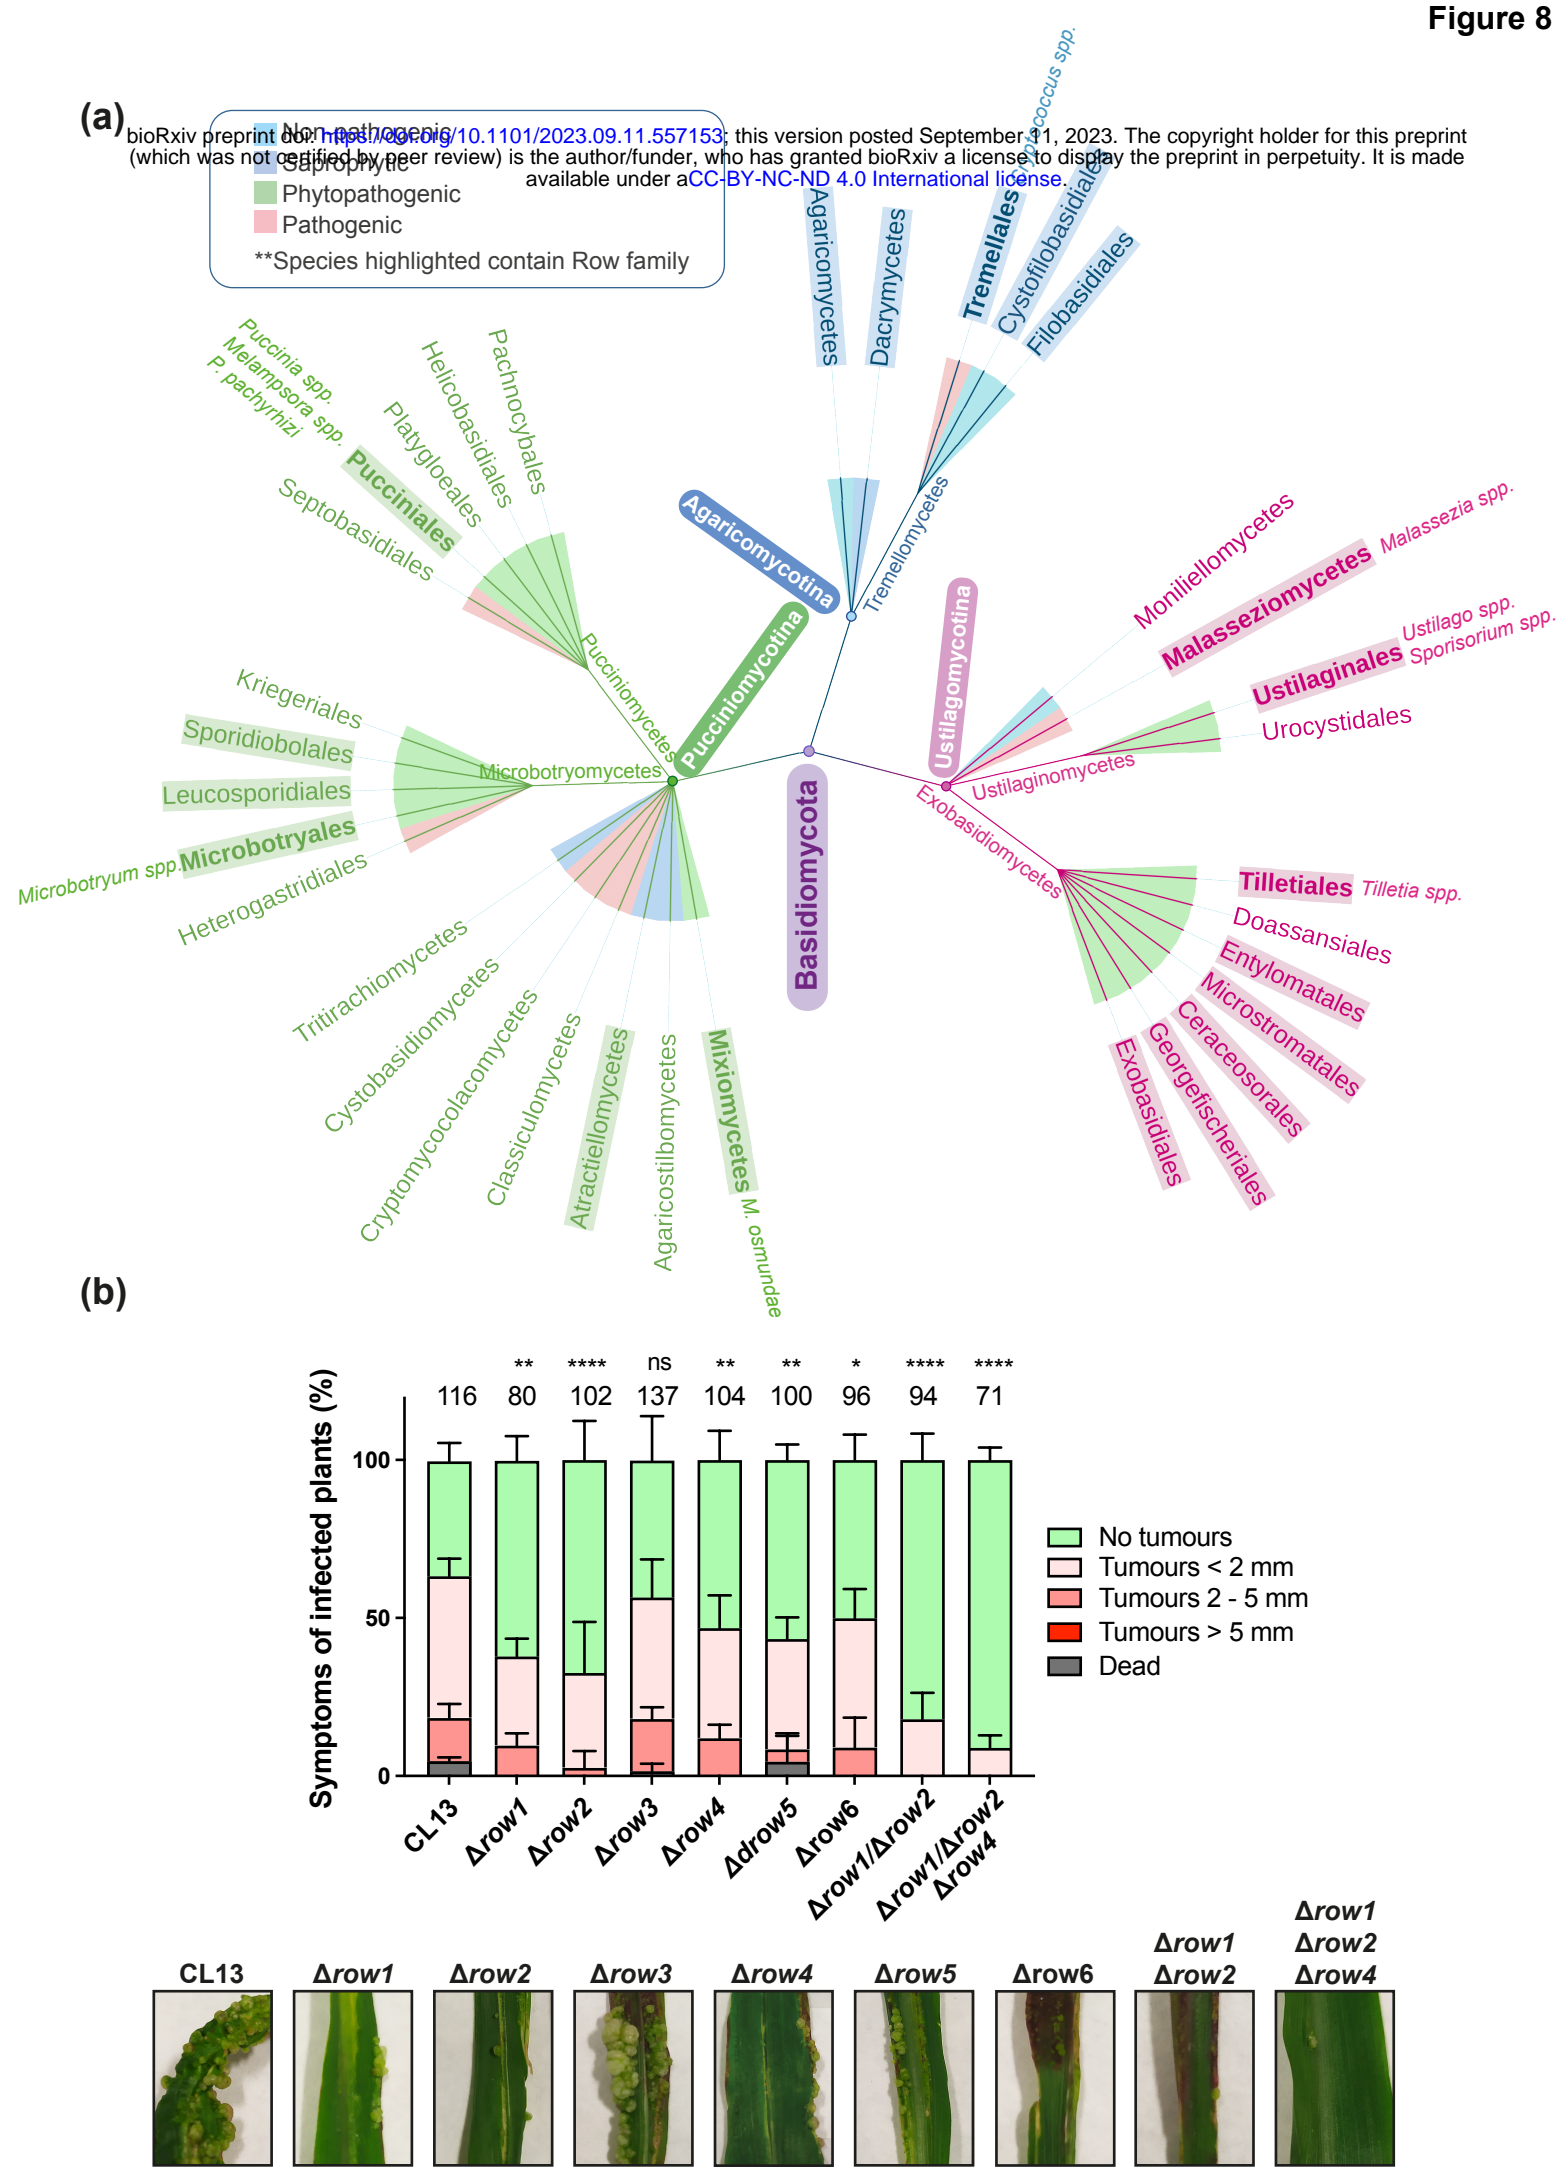 Figure 8
(a)
bioRxiv preprint doi: https://doi.org/10.1101/2023.09.11.557153; this version posted September 11, 2023. The copyright holder for this preprint
(which was not certified by peer review) is the author/funder, who has granted bioRxiv a license to display the preprint in perpetuity. It is made
available under aCC-BY-NC-ND 4.0 International license.
Non-pathogenic
Saprophytic
Phytopathogenic
Pathogenic
**Species highlighted contain Row family
Agaricomycetes
Dacrymycetes
Tremellales
Cryptococcus spp.
Cystofilobasidiales
Filobasidiales
Tremellomycetes
Agaricomycotina
Puccinia spp.
Melampsora spp.
P. pachyrhizi
Pachnocybales
Helicobasidiales
Platygloeales
Pucciniales
Septobasidiales
Pucciniomycetes
Pucciniomycotina
Kriegeriales
Sporidiobolales
Leucosporidiales
Microbotryales
Microbotryum spp.
Heterogastridiales
Microbotryomycetes
Tritirachiomycetes
Cystobasidiomycetes
Cryptomycocolacomycetes
Classiculomycetes
Atractiellomycetes
Agaricostilbomycetes
Mixiomycetes
M. osmundae
Basidiomycota
Ustilagomycotina
Moniliellomycetes
Malasseziomycetes
Malassezia spp.
Ustilaginales
Ustilago spp.
Sporisorium spp.
Urocystidales
Ustilaginomycetes
Exobasidiomycetes
Tilletiales
Tilletia spp.
Doassansiales
Entylomatales
Microstromatales
Ceraceosorales
Georgefischeriales
Exobasidiales
(b)
** **** ns ** ** * **** ****
116 80 102 137 104 100 96 94 71
Symptoms of infected plants (%)
100
50
0
No tumours
Tumours < 2 mm
Tumours 2 - 5 mm
Tumours > 5 mm
Dead
CL13
Δrow1
Δrow2
Δrow3
Δrow4
Δdrow5
Δrow6
Δrow1/Δrow2
Δrow1/Δrow2
Δrow4
CL13
Δrow1
Δrow2
Δrow3
Δrow4
Δrow5
Δrow6
Δrow1
Δrow2
Δrow1
Δrow2
Δrow4